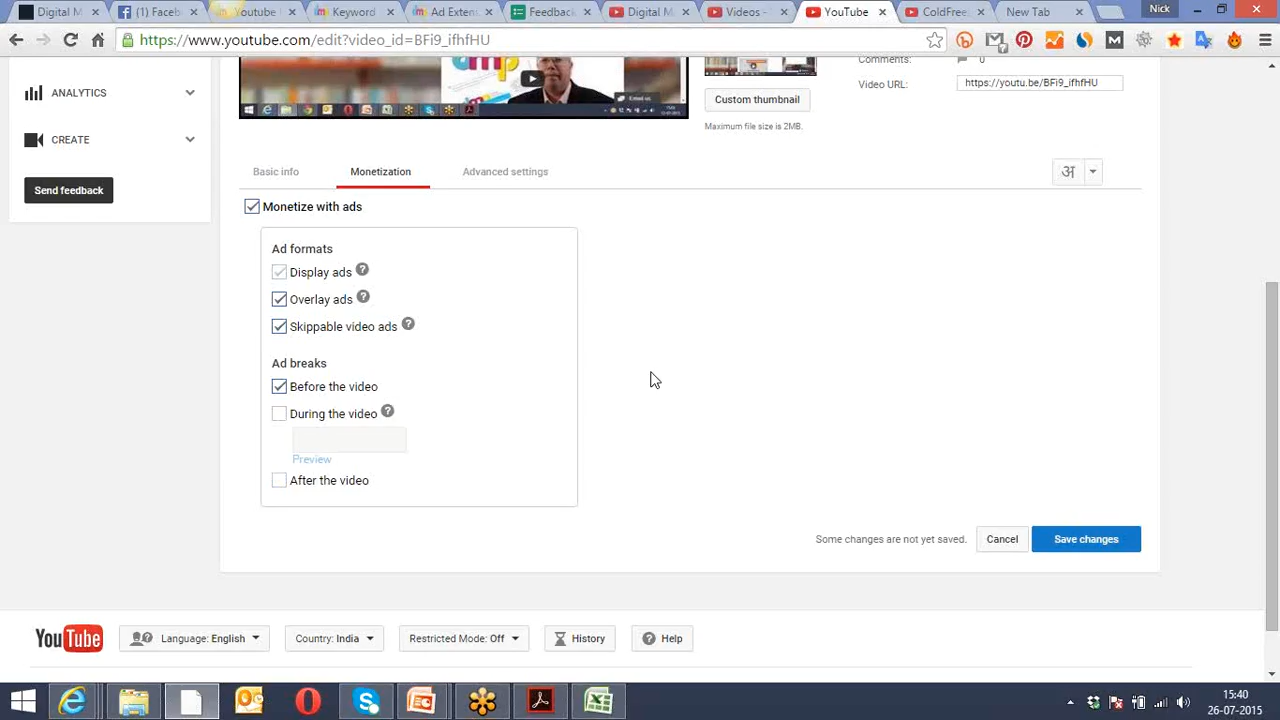 Digital M
(1) Faceb
Youtube
Keyword
Ad Exten
Feedback
Digital M
Videos -
YouTube
ColdFree
New Tab
Nick
https://www.youtube.com/edit?video_id=BFi9_ifhfHU
ANALYTICS
CREATE
Send feedback
Custom thumbnail
Maximum file size is 2MB.
Comments: 0
Video URL: https://youtu.be/BFi9_ifhfHU
Basic info Monetization Advanced settings
अ
Monetize with ads
Ad formats
Display ads ?
Overlay ads ?
Skippable video ads ?
Ad breaks
Before the video
During the video ?
Preview
After the video
Some changes are not yet saved. Cancel Save changes
YouTube Language: English Country: India Restricted Mode: Off History Help
15:40
26-07-2015